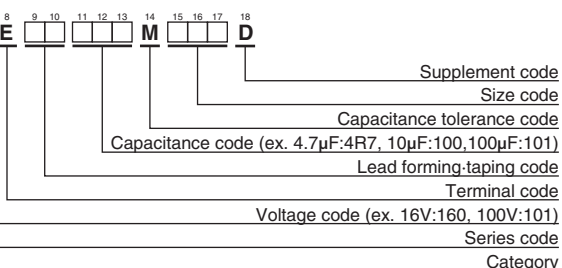 8 9 10 11 12 13 14 15 16 17 18
E M D
Supplement code
Size code
Capacitance tolerance code
Capacitance code (ex. 4.7µF:4R7, 10µF:100,100µF:101)
Lead forming·taping code
Terminal code
Voltage code (ex. 16V:160, 100V:101)
Series code
Category